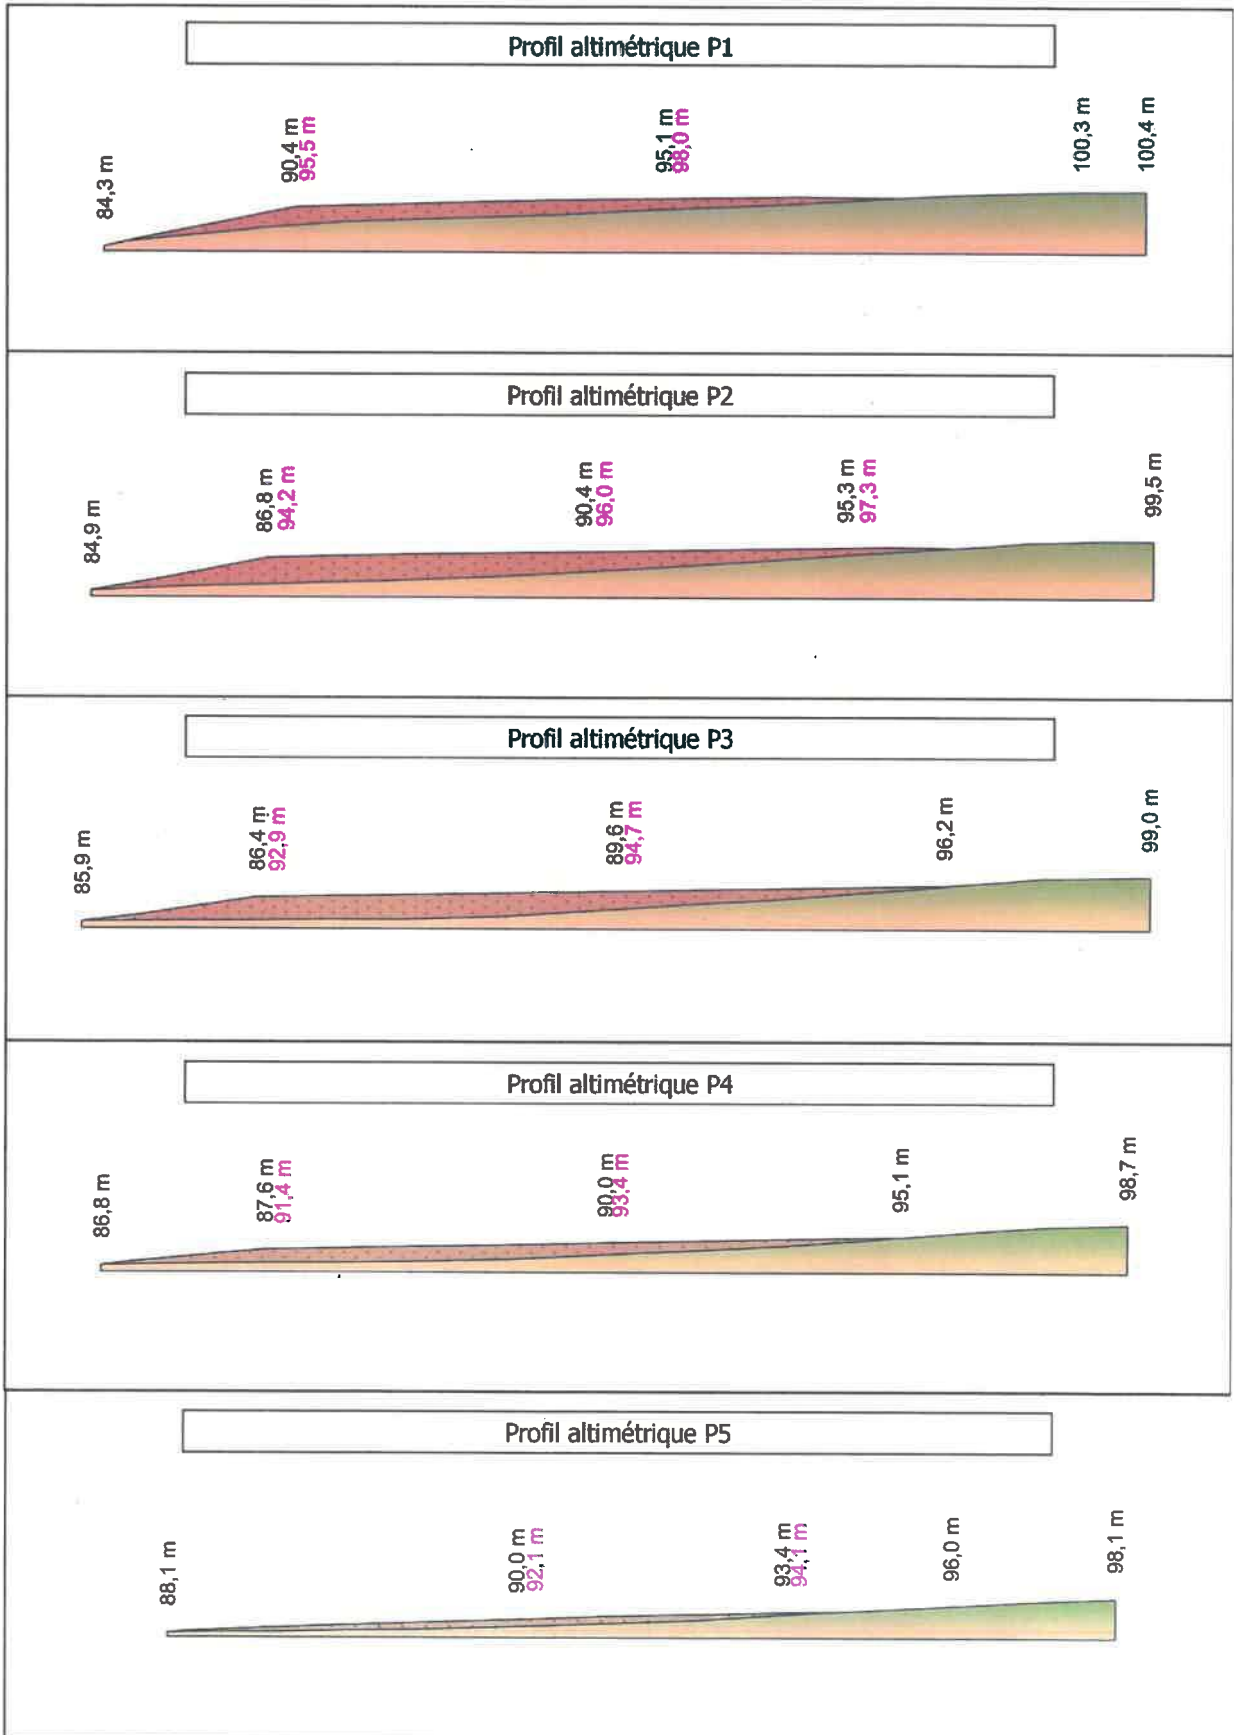 Profil altimétrique P1
84,3 m
90,4 m
95,5 m
95,1 m
98,0 m
100,3 m
100,4 m
Profil altimétrique P2
84,9 m
86,8 m
94,2 m
90,4 m
96,0 m
95,3 m
97,3 m
99,5 m
Profil altimétrique P3
85,9 m
86,4 m
92,9 m
89,6 m
94,7 m
96,2 m
99,0 m
Profil altimétrique P4
86,8 m
87,6 m
91,4 m
90,0 m
93,4 m
95,1 m
98,7 m
Profil altimétrique P5
88,1 m
90,0 m
92,1 m
93,4 m
94,1 m
96,0 m
98,1 m